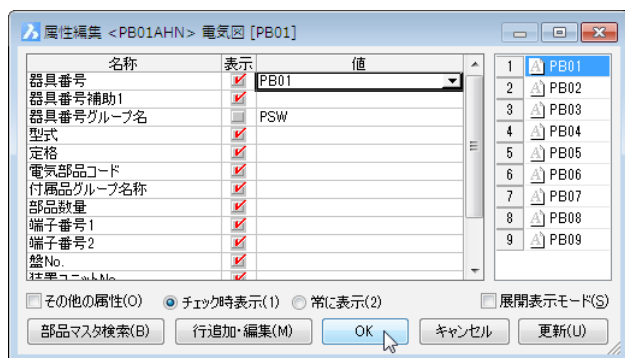 属性編集 <PB01AHN> 電気図 [PB01]
名称 表示 値
器具番号 PB01
器具番号補助1
器具番号グループ名 PSW
型式
定格
電気部品コード
付属品グループ名称
部品数量
端子番号1
端子番号2
盤No.
1 PB01
2 PB02
3 PB03
4 PB04
5 PB05
6 PB06
7 PB07
8 PB08
9 PB09
その他の属性(O) チェック時表示(1) 常に表示(2) 展開表示モード(S)
部品マスタ検索(B) 行追加・編集(M) OK キャンセル 更新(U)